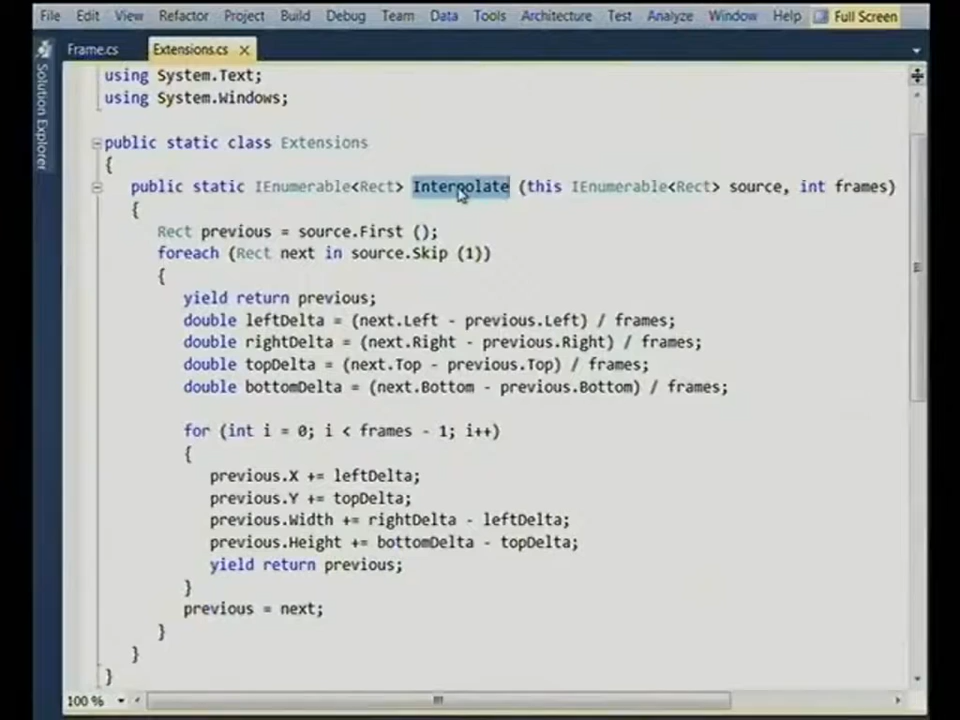 File Edit View Refactor Project Build Debug Team Data Tools Architecture Test Analyze Window Help Full Screen
Frame.cs Extensions.cs
Solution Explorer
using System.Text;
using System.Windows;
public static class Extensions
{
public static IEnumerable<Rect> Interpolate (this IEnumerable<Rect> source, int frames)
{
Rect previous = source.First ();
foreach (Rect next in source.Skip (1))
{
yield return previous;
double leftDelta = (next.Left - previous.Left) / frames;
double rightDelta = (next.Right - previous.Right) / frames;
double topDelta = (next.Top - previous.Top) / frames;
double bottomDelta = (next.Bottom - previous.Bottom) / frames;
for (int i = 0; i < frames - 1; i++)
{
previous.X += leftDelta;
previous.Y += topDelta;
previous.Width += rightDelta - leftDelta;
previous.Height += bottomDelta - topDelta;
yield return previous;
}
previous = next;
}
}
}
100 %